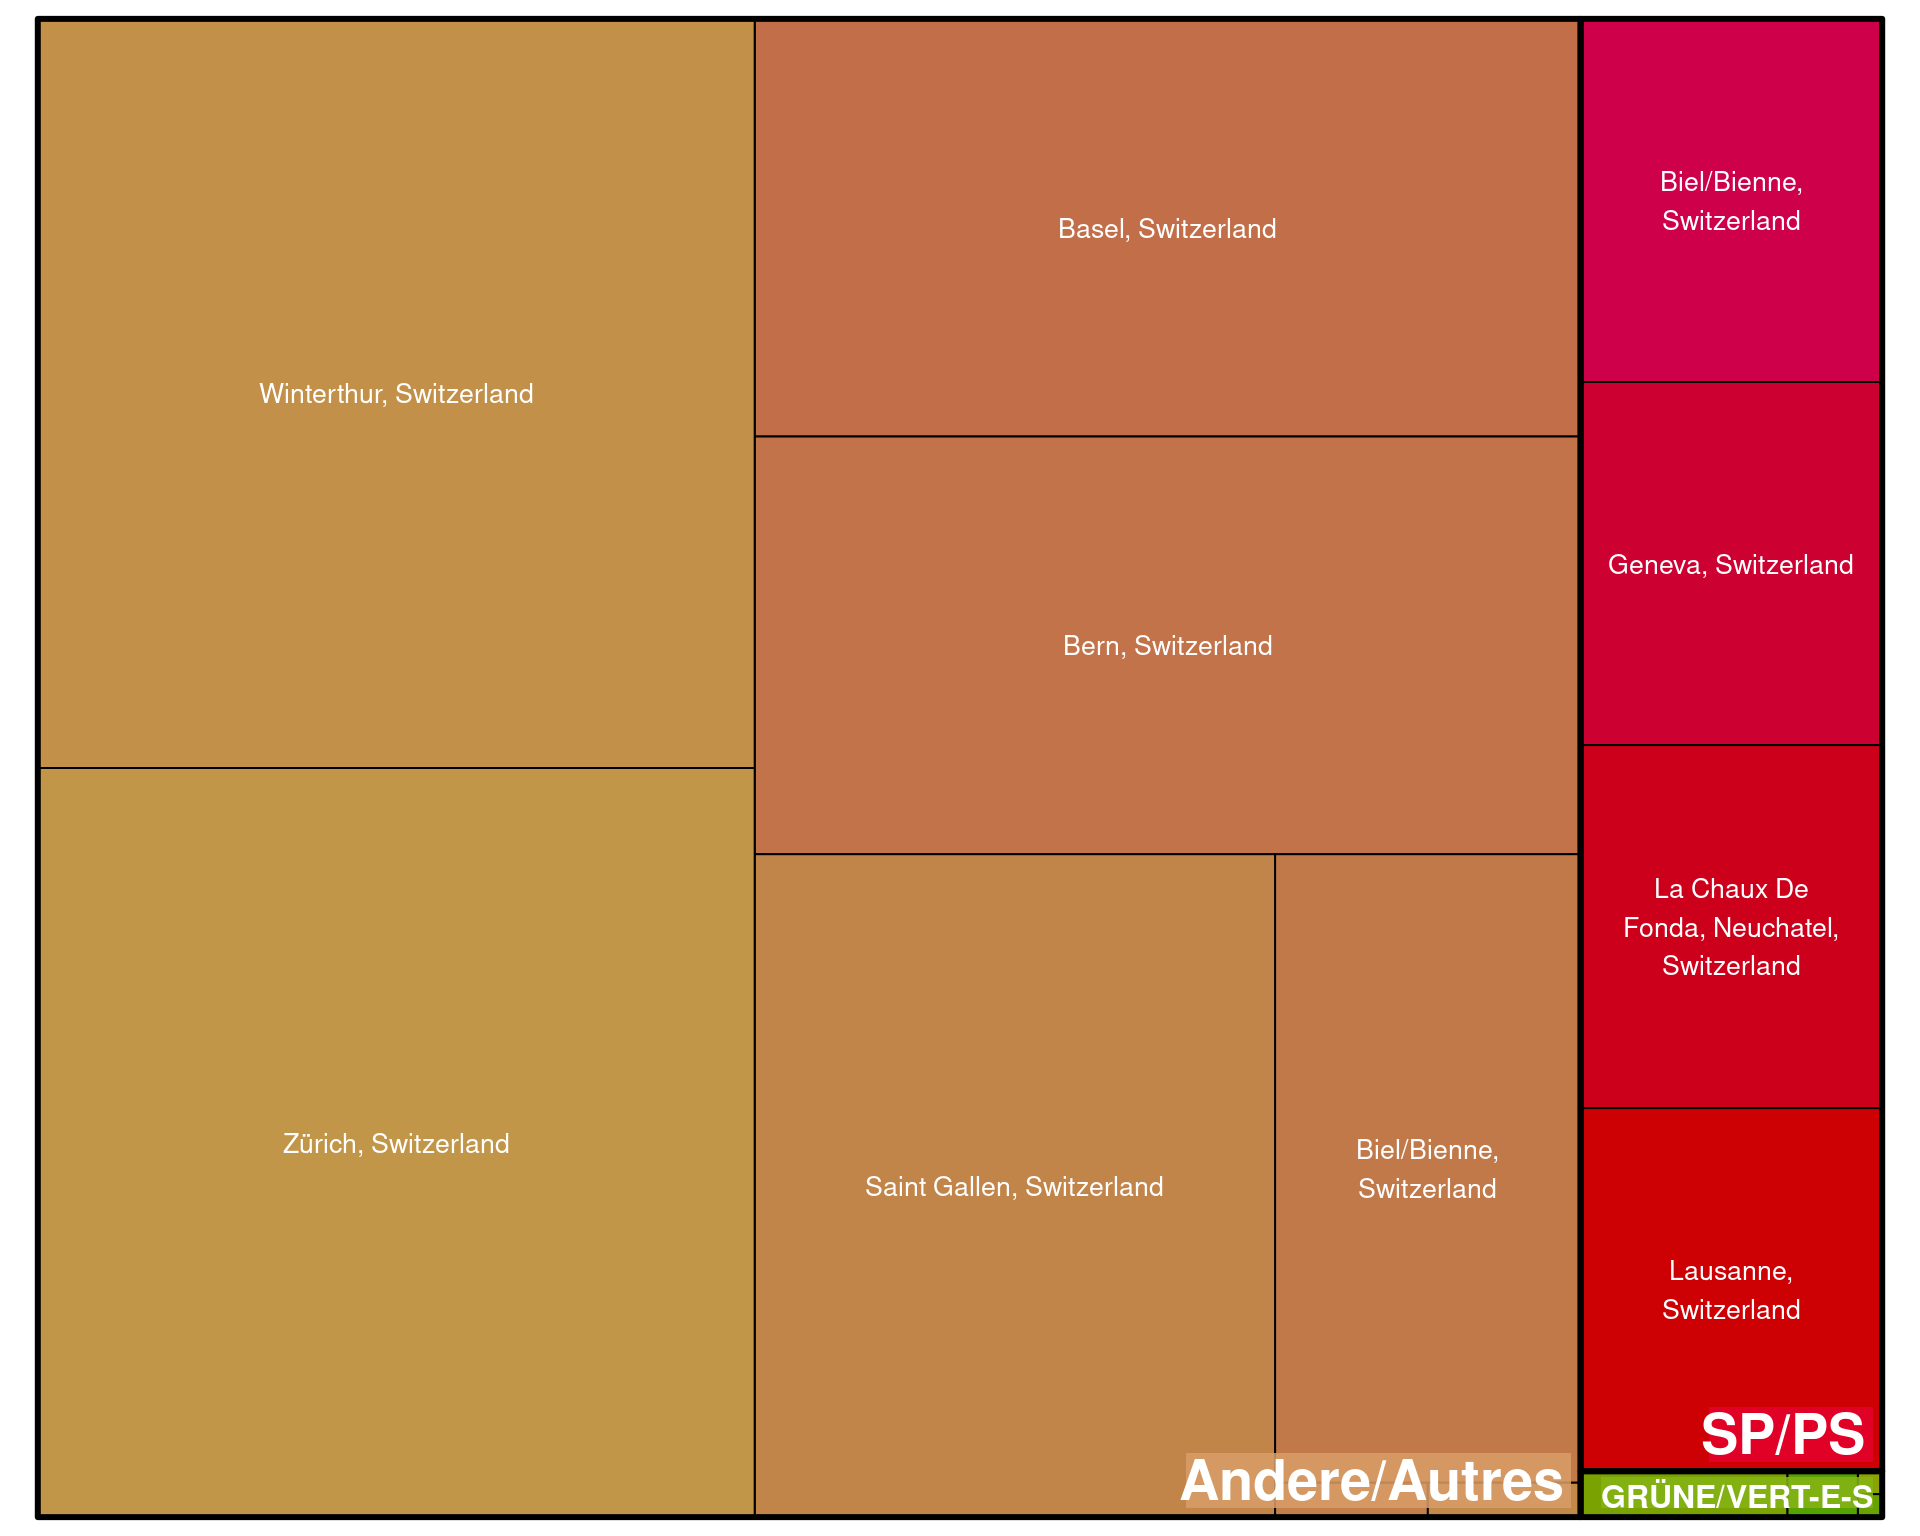 Winterthur, Switzerland
Zürich, Switzerland
Basel, Switzerland
Bern, Switzerland
Saint Gallen, Switzerland
Biel/Bienne,
Switzerland
Andere/Autres
Biel/Bienne,
Switzerland
Geneva, Switzerland
La Chaux De
Fonda, Neuchatel,
Switzerland
Lausanne,
Switzerland
SP/PS
GRÜNE/VERT-E-S